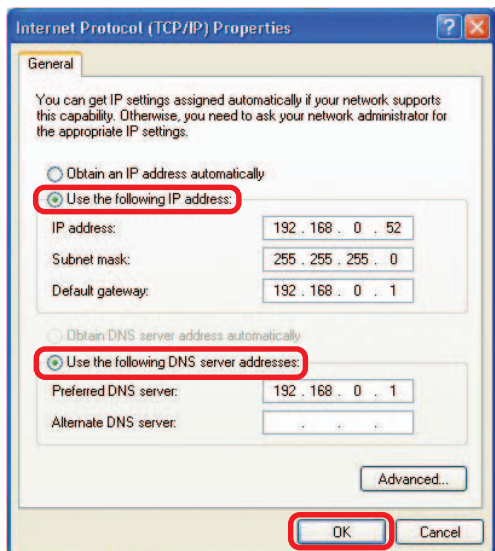 Internet Protocol (TCP/IP) Properties
General
You can get IP settings assigned automatically if your network supports
this capability. Otherwise, you need to ask your network administrator for
the appropriate IP settings.
Obtain an IP address automatically
Use the following IP address:
IP address: 192 . 168 . 0 . 52
Subnet mask: 255 . 255 . 255 . 0
Default gateway: 192 . 168 . 0 . 1
Obtain DNS server address automatically
Use the following DNS server addresses:
Preferred DNS server: 192 . 168 . 0 . 1
Alternate DNS server: . . .
Advanced...
OK Cancel